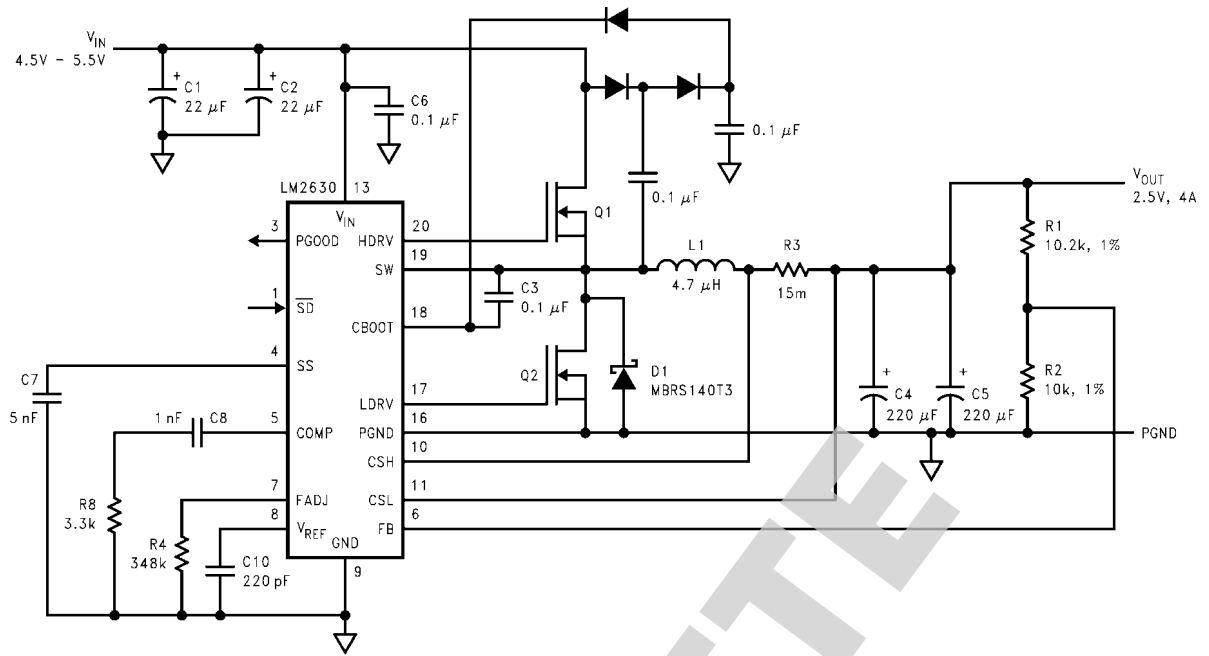 V_IN
4.5V – 5.5V
C1
22 μF
C2
22 μF
C6
0.1 μF
0.1 μF
0.1 μF
LM2630
13
V_IN
3
PGOOD
HDRV
20
Q1
19
SW
L1
4.7 μH
R3
15m
V_OUT
2.5V, 4A
R1
10.2k, 1%
1
SD
C3
0.1 μF
18
CBOOT
4
SS
Q2
D1
MBRS140T3
17
LDRV
C4
220 μF
C5
220 μF
R2
10k, 1%
C7
5 nF
1 nF
C8
5
COMP
16
PGND
PGND
10
CSH
R8
3.3k
7
FADJ
11
CSL
8
V_REF
6
FB
R4
348k
C10
220 pF
GND
9